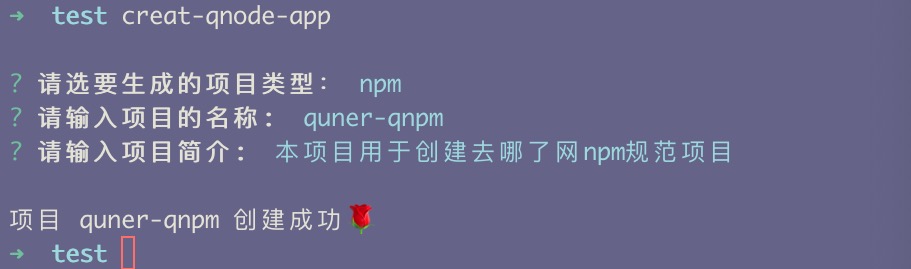 ➜ test creat-qnode-app
? 请选要生成的项目类型： npm
? 请输入项目的名称: quner-qnpm
? 请输入项目简介: 本项目用于创建去哪了网npm规范项目
项目 quner-qnpm 创建成功🌹
➜ test